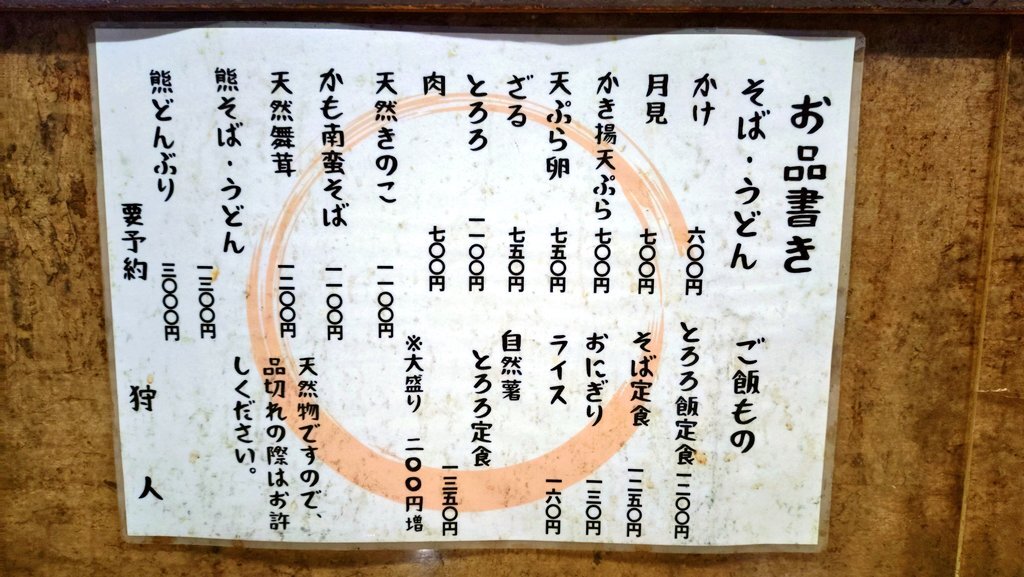 お品書き
そば・うどん
かけ 六〇〇円
月見 七〇〇円
かき揚天ぷら 七〇〇円
天ぷら卵 七五〇円
ざる 七五〇円
とろろ 一一〇〇円
肉 七〇〇円
天然きのこ 一一〇〇円
かも南蛮そば 一一〇〇円
天然舞茸 一二〇〇円
熊そば・うどん 一三〇〇円
熊どんぶり 三〇〇〇円
要予約
ご飯もの
とろろ飯定食 一二〇〇円
そば定食 一二五〇円
おにぎり 一三〇円
ライス 一六〇円
自然薯
とろろ定食 一三五〇円
※大盛り 二〇〇円増
天然物ですので、
品切れの際はお許
しください。
狩人